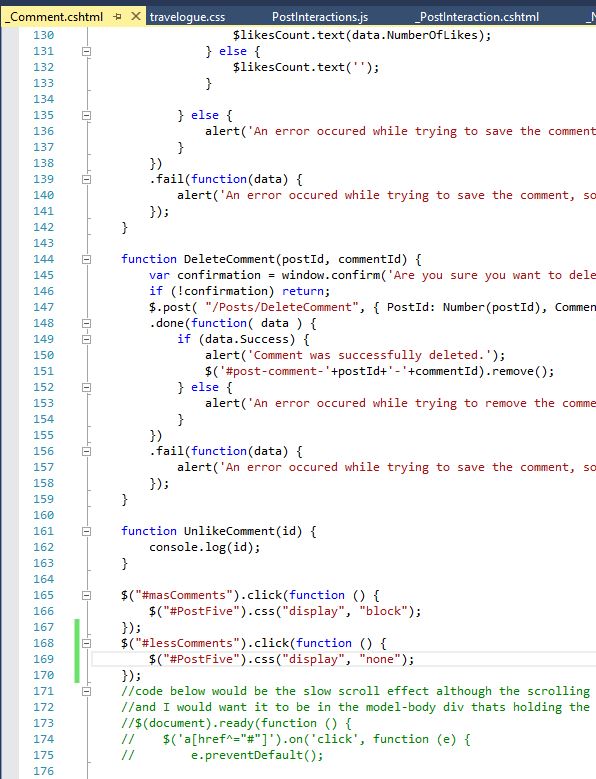 _Comment.cshtml travelogue.css PostInteractions.js _PostInteraction.cshtml
130 $likesCount.text(data.NumberOfLikes);
131 } else {
132 $likesCount.text('');
133 }
134
135 } else {
136 alert('An error occured while trying to save the comment
137 }
138 })
139 .fail(function(data) {
140 alert('An error occured while trying to save the comment, so
141 });
142 }
143
144 function DeleteComment(postId, commentId) {
145 var confirmation = window.confirm('Are you sure you want to dele
146 if (!confirmation) return;
147 $.post( "/Posts/DeleteComment", { PostId: Number(postId), Commen
148 .done(function( data ) {
149 if (data.Success) {
150 alert('Comment was successfully deleted.');
151 $('#post-comment-'+postId+'-'+commentId).remove();
152 } else {
153 alert('An error occured while trying to remove the comme
154 }
155 })
156 .fail(function(data) {
157 alert('An error occured while trying to save the comment, so
158 });
159 }
160
161 function UnlikeComment(id) {
162 console.log(id);
163 }
164
165 $("#masComments").click(function () {
166 $("#PostFive").css("display", "block");
167 });
168 $("#lessComments").click(function () {
169 $("#PostFive").css("display", "none");
170 });
171 //code below would be the slow scroll effect although the scrolling
172 //and I would want it to be in the model-body div thats holding the
173 //$(document).ready(function () {
174 // $('a[href^="#"]').on('click', function (e) {
175 // e.preventDefault();
176